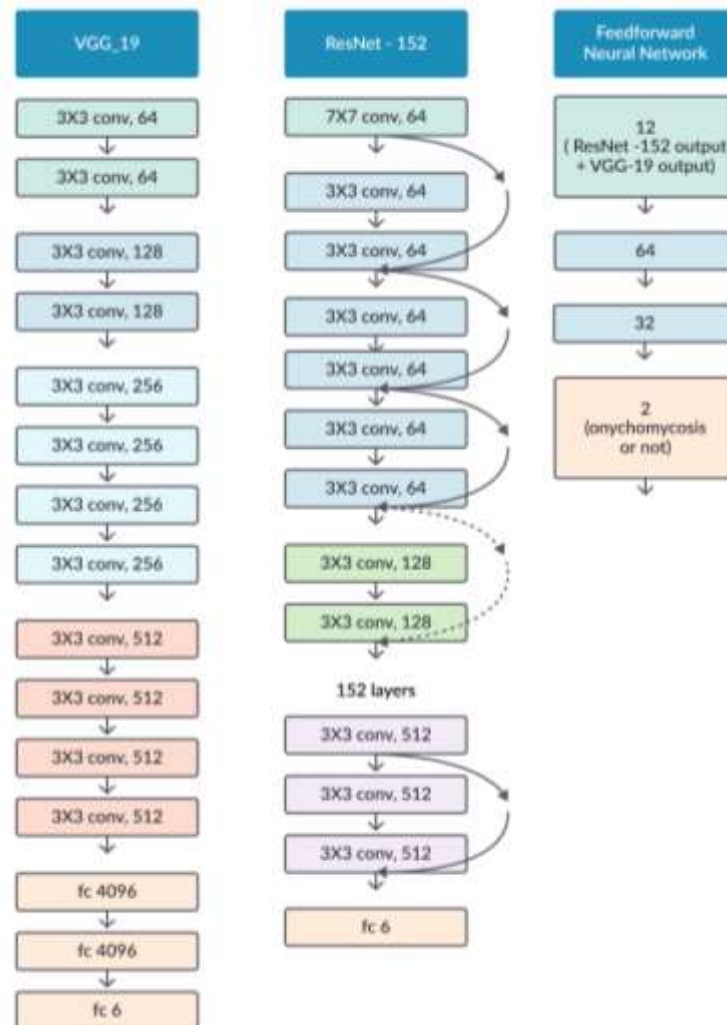 VGG_19
3X3 conv, 64
3X3 conv, 64
3X3 conv, 128
3X3 conv, 128
3X3 conv, 256
3X3 conv, 256
3X3 conv, 256
3X3 conv, 256
3X3 conv, 512
3X3 conv, 512
3X3 conv, 512
3X3 conv, 512
fc 4096
fc 4096
fc 6
ResNet - 152
7X7 conv, 64
3X3 conv, 64
3X3 conv, 64
3X3 conv, 64
3X3 conv, 64
3X3 conv, 64
3X3 conv, 64
3X3 conv, 128
3X3 conv, 128
152 layers
3X3 conv, 512
3X3 conv, 512
3X3 conv, 512
fc 6
Feedforward
Neural Network
12
( ResNet -152 output
+ VGG-19 output)
64
32
2
(onychomycosis
or not)